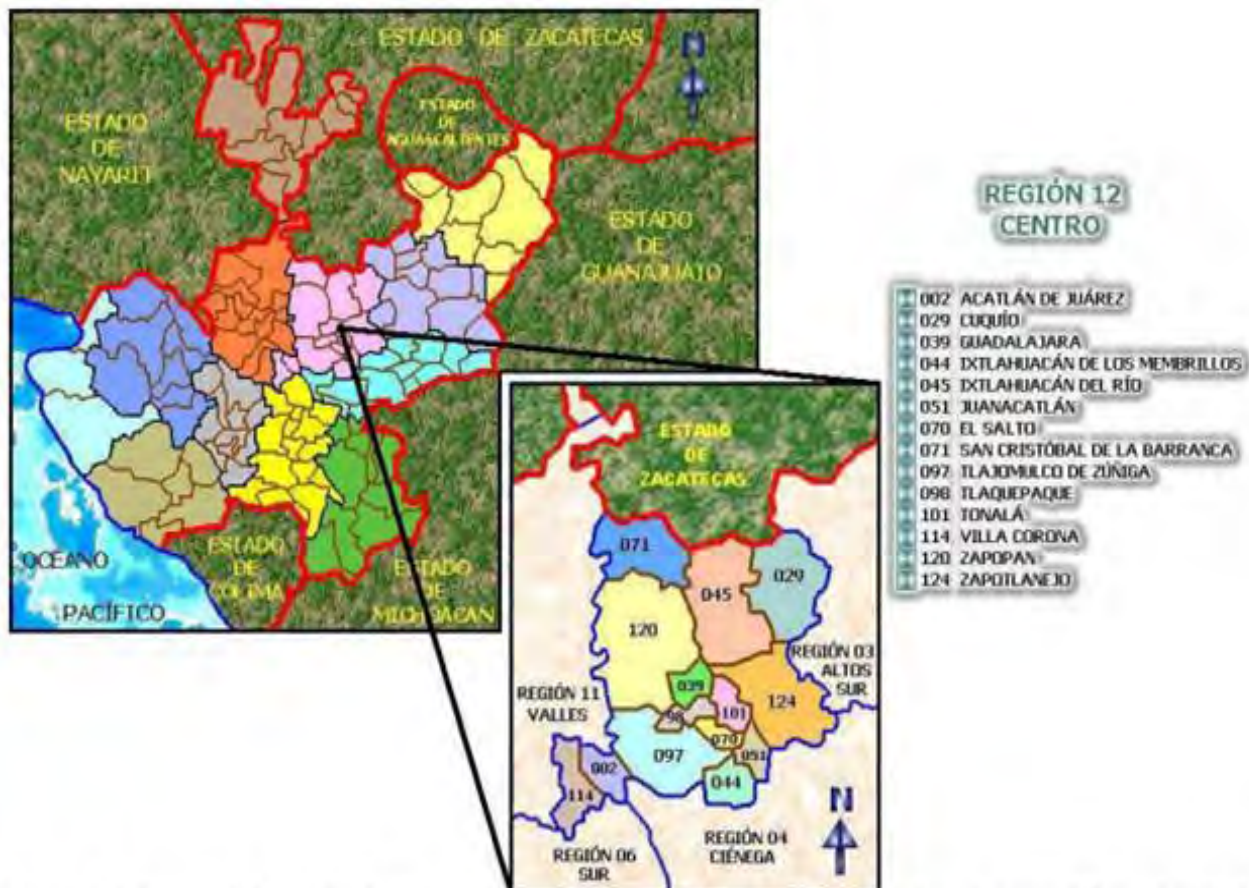 ESTADO DE ZACATECAS
N
ESTADO
DE
AGUASCALIENTES
ESTADO
DE
NAYARIT
ESTADO
DE
GUANAJUATO
OCEANO
PACÍFICO
ESTADO
DE
COLIMA
ESTADO
DE
MICHOACAN
REGIÓN 12
CENTRO
002 ACATLÁN DE JUÁREZ
029 CUQUÍO
039 GUADALAJARA
044 IXTLAHUACÁN DE LOS MEMBRILLOS
045 IXTLAHUACÁN DEL RÍO
051 JUANACATLÁN
070 EL SALTO
071 SAN CRISTÓBAL DE LA BARRANCA
097 TLAJOMULCO DE ZÚÑIGA
098 TLAQUEPAQUE
101 TONALÁ
114 VILLA CORONA
120 ZAPOPAN
124 ZAPOTLANEJO
ESTADO
DE
ZACATECAS
071
045
029
120
REGIÓN 03
ALTOS
SUR
039
REGIÓN 11
VALLES
124
98
101
070
097
051
002
044
114
N
REGIÓN 04
CIÉNEGA
REGIÓN 06
SUR